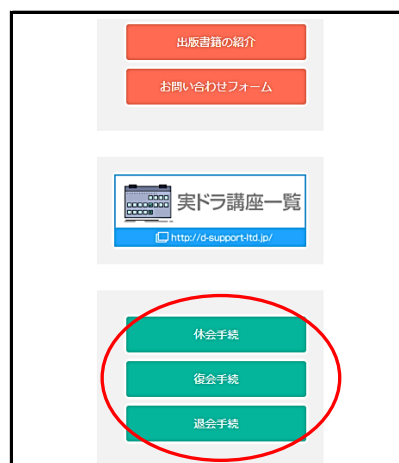 出版書籍の紹介
お問い合わせフォーム
実ドラ講座一覧
http://d-support-ltd.jp/
休会手続
復会手続
退会手続